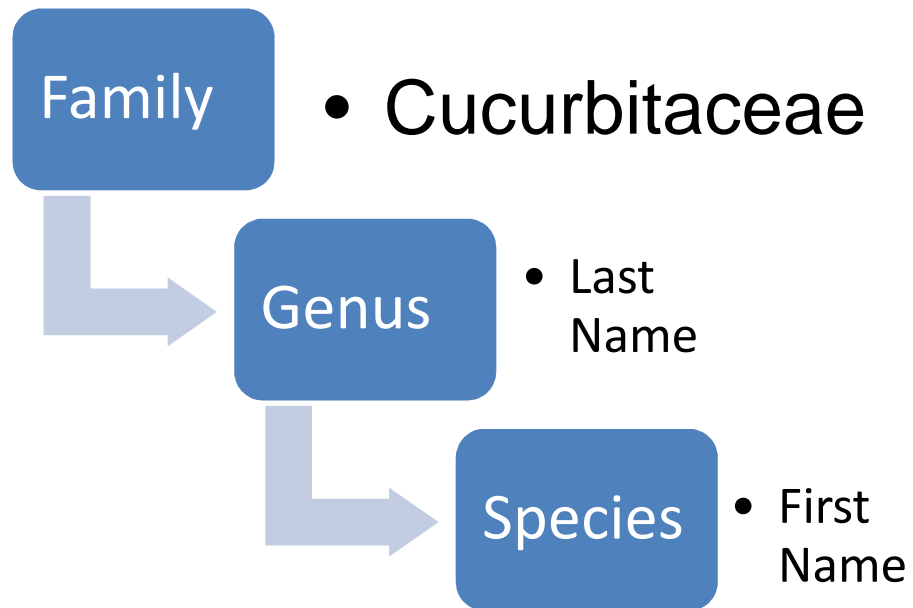 Family
• Cucurbitaceae
Genus
• Last
Name
Species
• First
Name